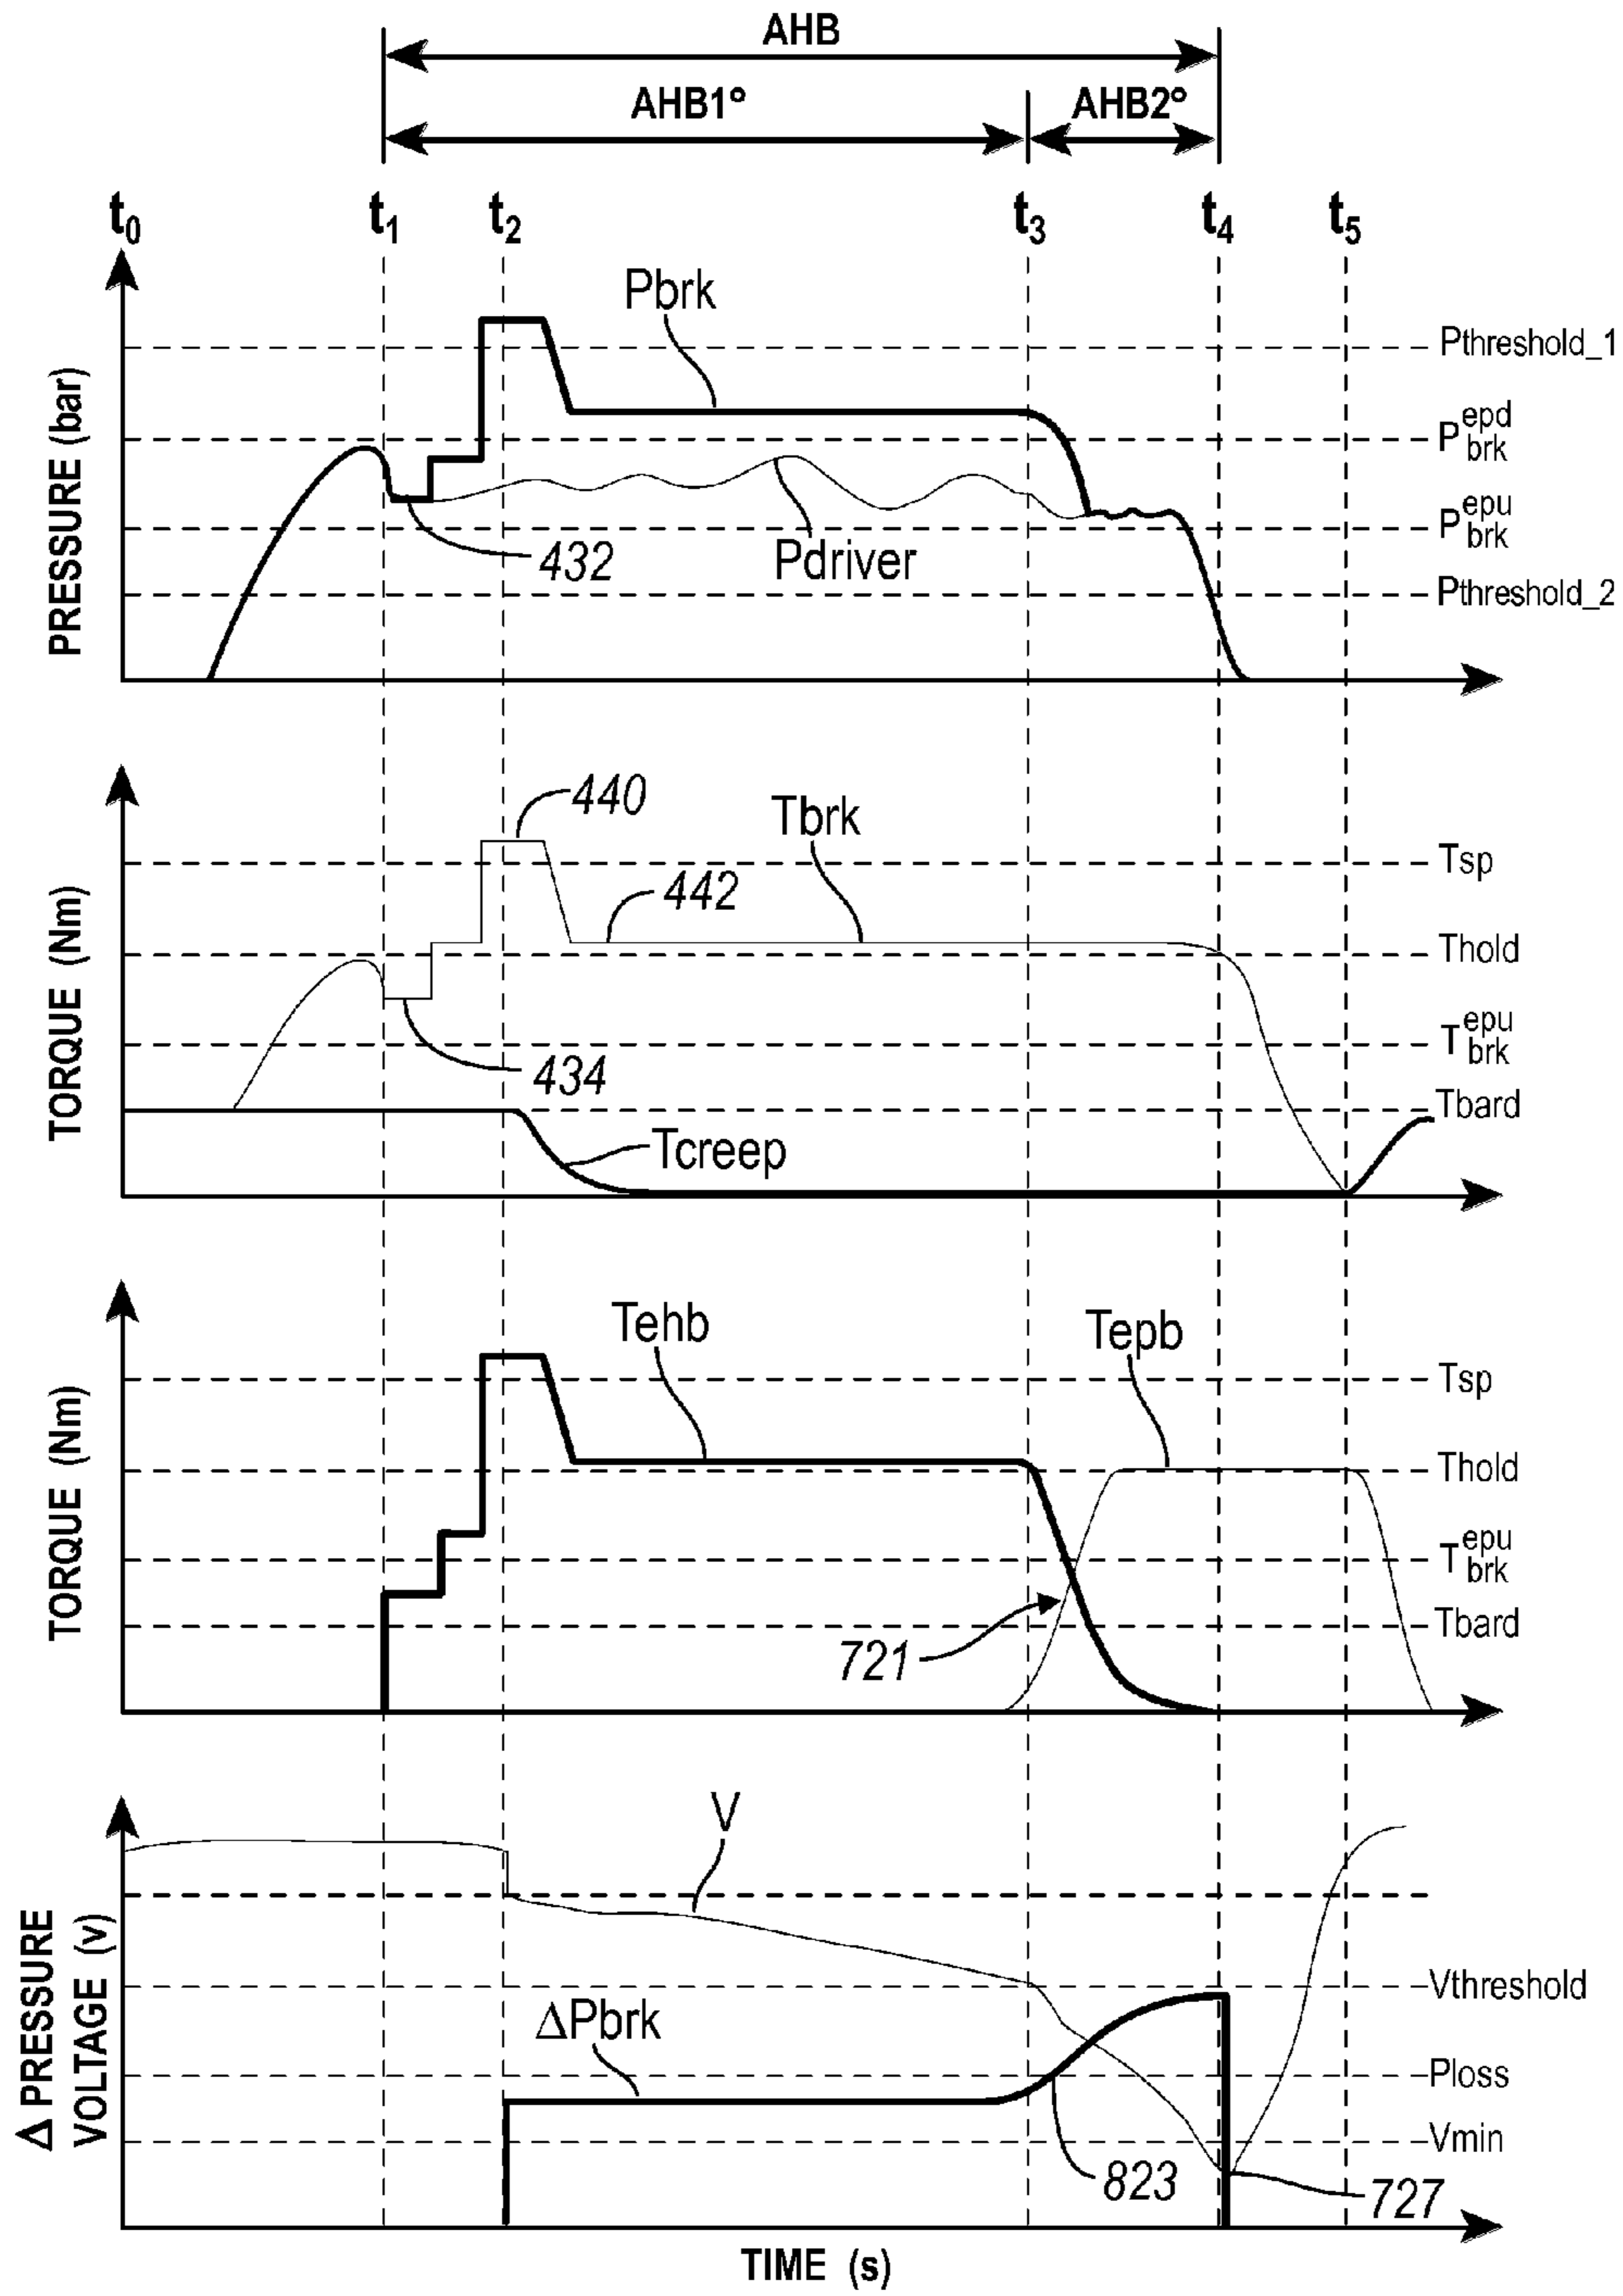 AHB
AHB1° AHB2°
t0 t1 t2 t3 t4 t5
PRESSURE (bar)
Pbrk
Pthreshold_1
P epd brk
P epu brk
432
Pdriver
Pthreshold_2
TORQUE (Nm)
440
Tbrk
Tsp
442
Thold
T epu brk
434
Tbard
Tcreep
TORQUE (Nm)
Tehb
Tepb
Tsp
Thold
T epu brk
721
Tbard
Δ PRESSURE
VOLTAGE (v)
V
Vthreshold
ΔPbrk
Ploss
Vmin
823
727
TIME (s)